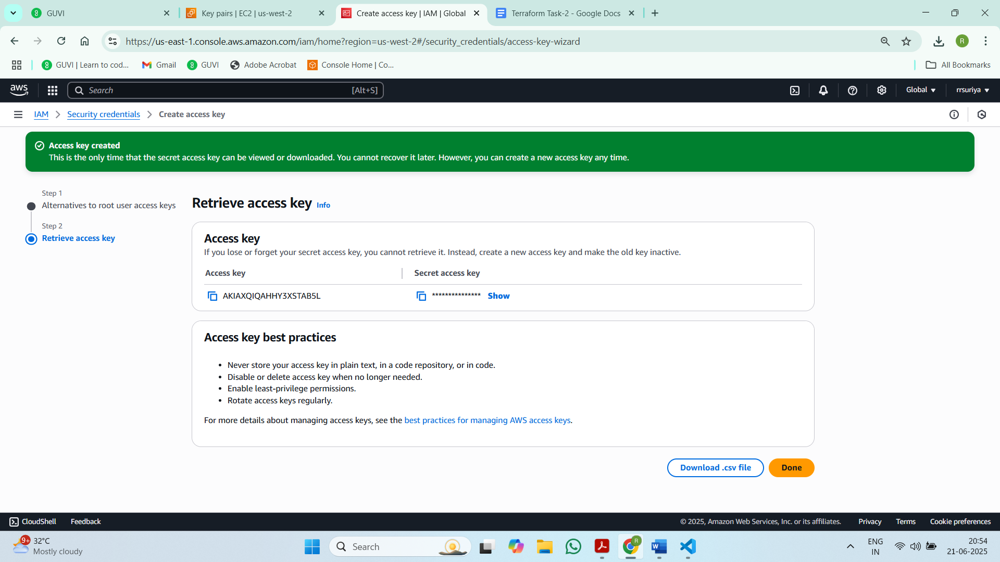 GUVI
Key pairs | EC2 | us-west-2
Create access key | IAM | Global
Terraform Task-2 - Google Docs
https://us-east-1.console.aws.amazon.com/iam/home?region=us-west-2#/security_credentials/access-key-wizard
R
GUVI | Learn to cod...
Gmail
GUVI
Adobe Acrobat
Console Home | Co...
All Bookmarks
aws
Search
[Alt+S]
Global
rrsuriya
IAM
Security credentials
Create access key
Access key created
This is the only time that the secret access key can be viewed or downloaded. You cannot recover it later. However, you can create a new access key any time.
Step 1
Alternatives to root user access keys
Step 2
Retrieve access key
Retrieve access key Info
Access key
If you lose or forget your secret access key, you cannot retrieve it. Instead, create a new access key and make the old key inactive.
Access key
Secret access key
AKIAXQIQAHHY3XSTAB5L
*************** Show
Access key best practices
• Never store your access key in plain text, in a code repository, or in code.
• Disable or delete access key when no longer needed.
• Enable least-privilege permissions.
• Rotate access keys regularly.
For more details about managing access keys, see the best practices for managing AWS access keys.
Download .csv file
Done
CloudShell
Feedback
© 2025, Amazon Web Services, Inc. or its affiliates.
Privacy
Terms
Cookie preferences
9+
32°C
Mostly cloudy
Search
R
W
ENG
IN
20:54
21-06-2025